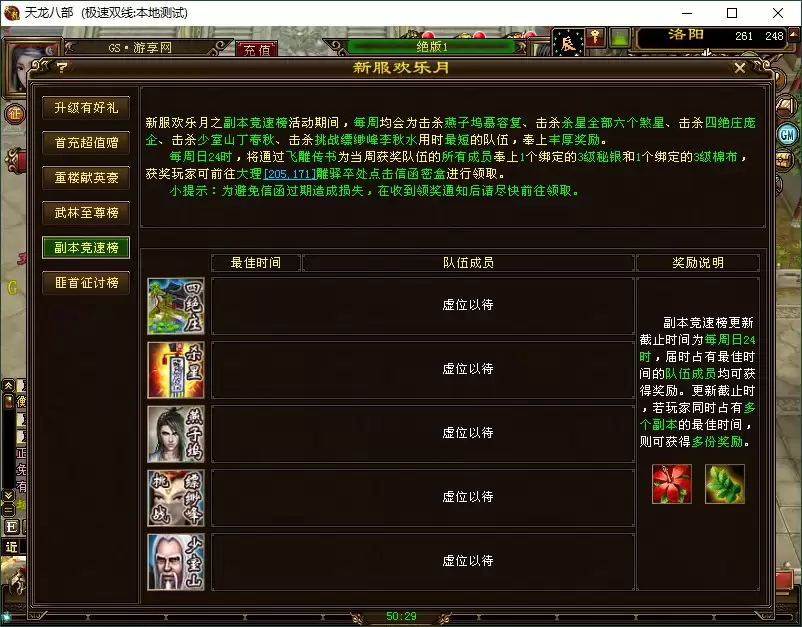 天龙八部 (极速双线:本地测试)
GS·游享网
充值
绝版1
辰
洛阳
261 248
?
新服欢乐月
征
GM
升级有好礼
首充超值赠
重楼献英豪
武林至尊榜
副本竞速榜
匪首征讨榜
新服欢乐月之副本竞速榜活动期间，每周均会为击杀燕子坞慕容复、击杀杀星全部六个煞星、击杀四绝庄庞
企、击杀少室山丁春秋、击杀挑战缥缈峰李秋水用时最短的队伍，奉上丰厚奖励。
每周日24时，将通过飞雕传书为当周获奖队伍的所有成员奉上1个绑定的3级秘银和1个绑定的3级棉布，
获奖玩家可前往大理[205,171]雕驿卒处点击信函密盒进行领取。
小提示：为避免信函过期造成损失，在收到领奖通知后请尽快前往领取。
最佳时间
队伍成员
奖励说明
四绝庄
虚位以待
杀星
虚位以待
燕子坞
虚位以待
挑战缥缈峰
虚位以待
少室山
虚位以待
副本竞速榜更新
截止时间为每周日24
时，届时占有最佳时
间的队伍成员均可获
得奖励。更新截止时
，若玩家同时占有多
个副本的最佳时间，
则可获得多份奖励。
E
近
50:29